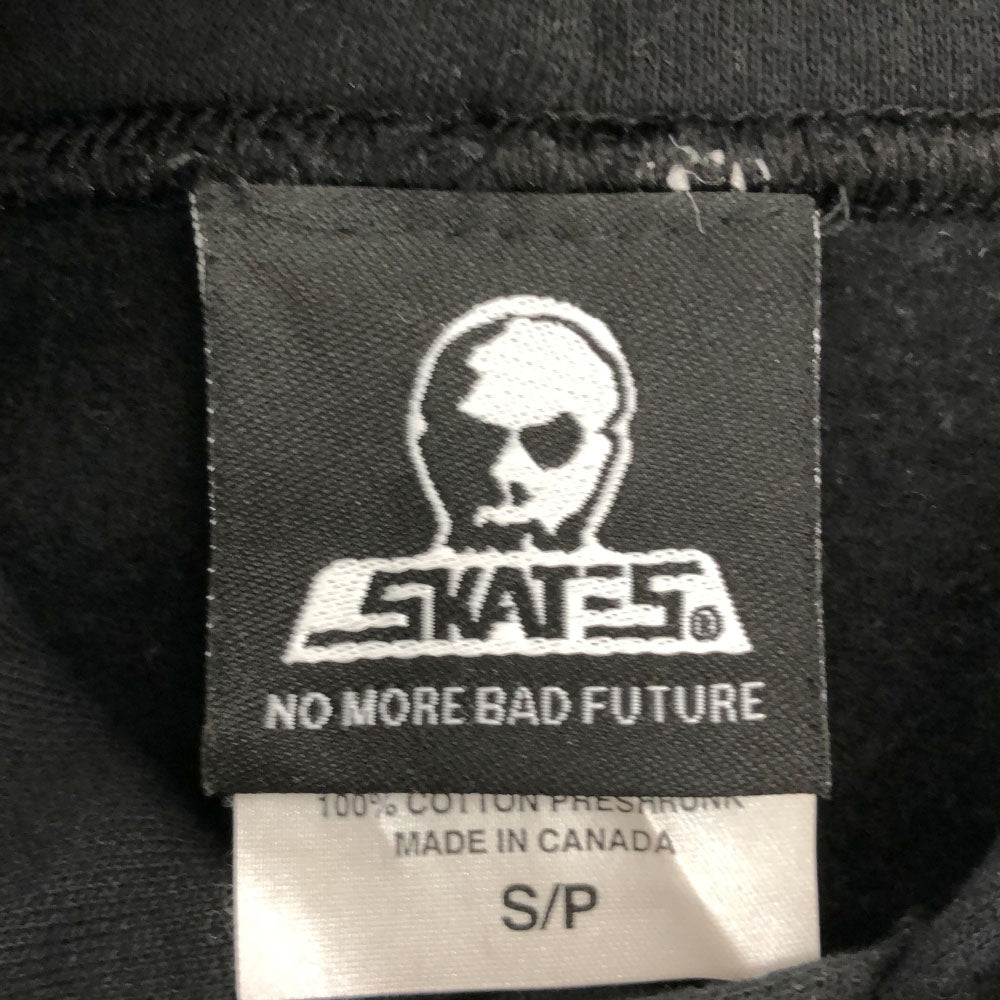 SKATES®
NO MORE BAD FUTURE
100% COTTON PRESHRUNK
MADE IN CANADA
S/P